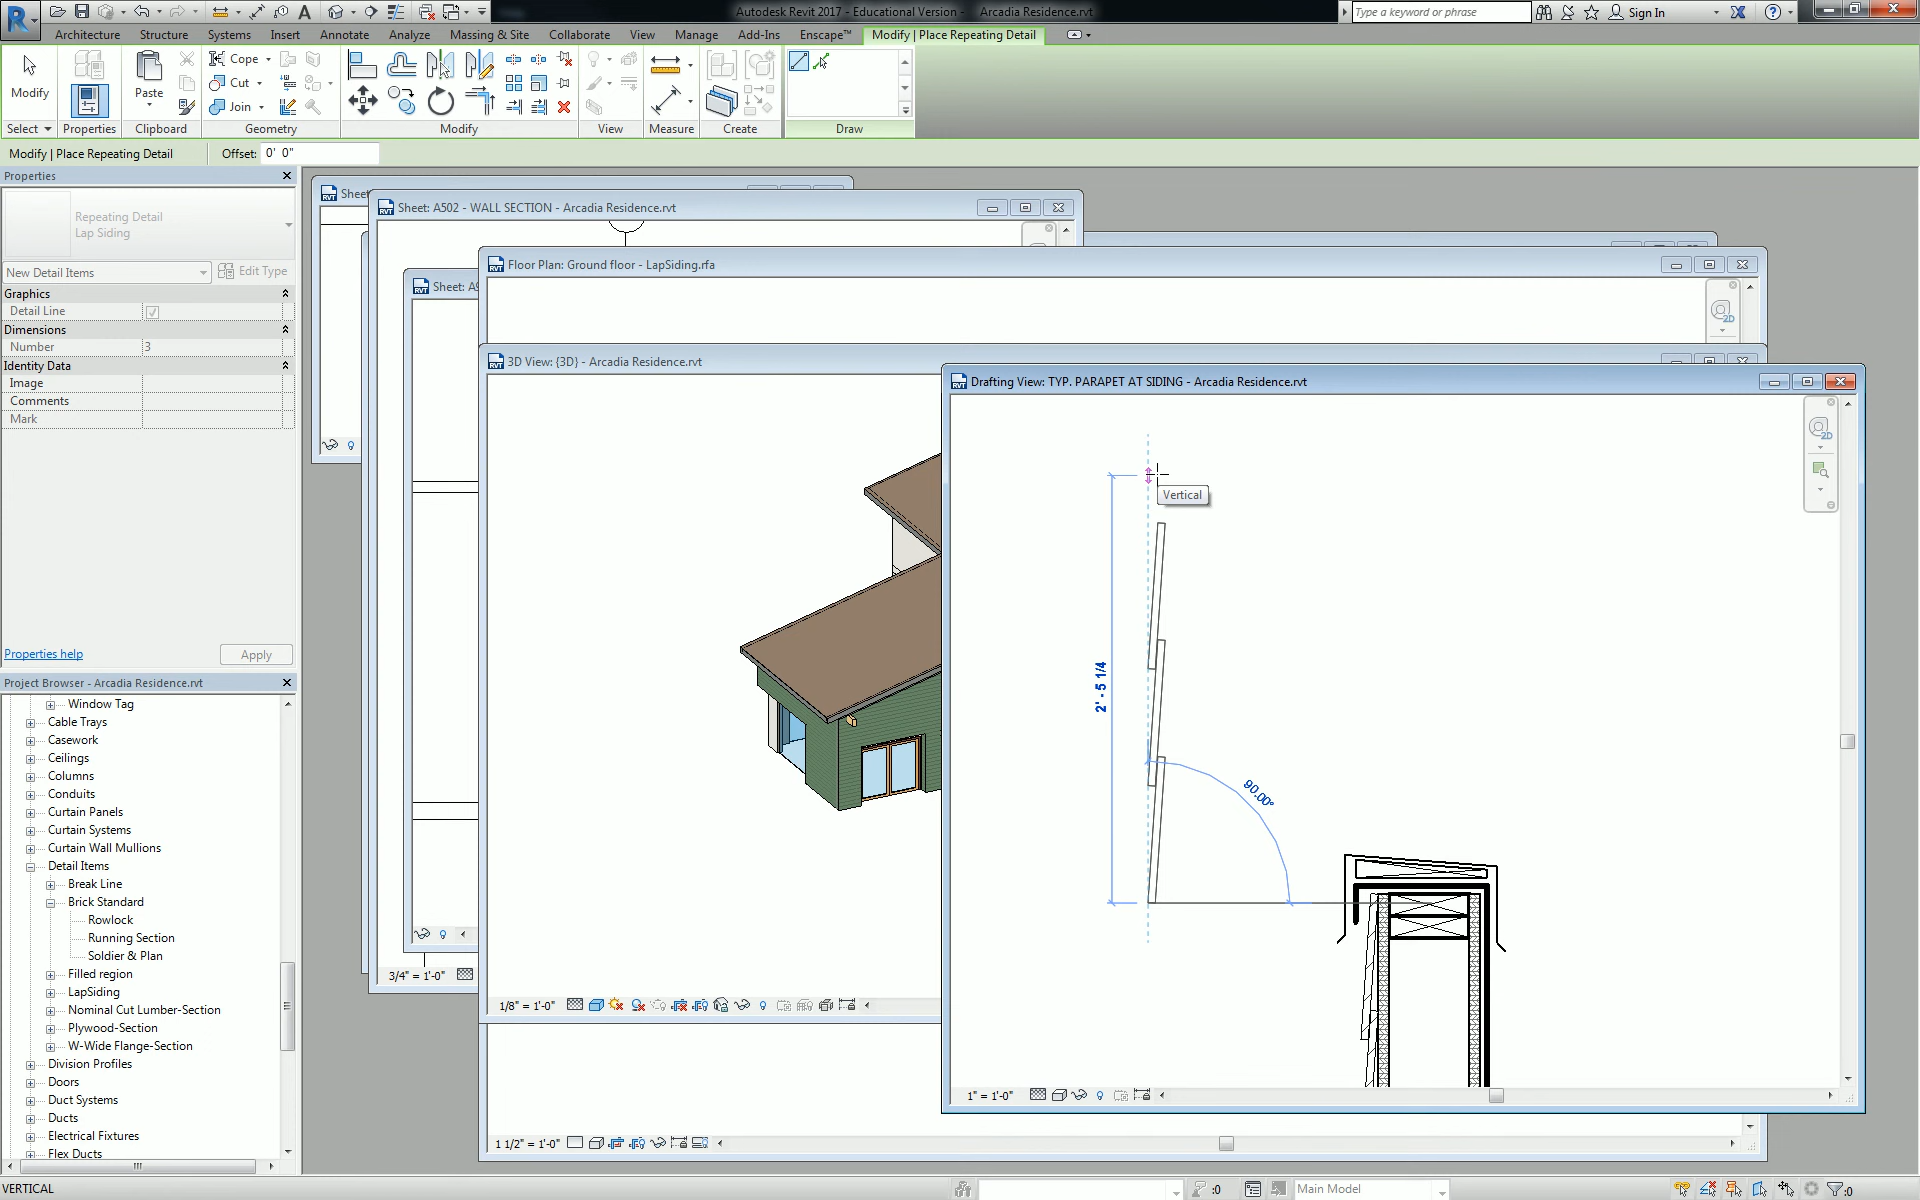 Autodesk Revit 2017 - Educational Version - Arcadia Residence.rvt
Type a keyword or phrase
Sign In
Architecture Structure Systems Insert Annotate Analyze Massing & Site Collaborate View Manage Add-Ins Enscape™ Modify | Place Repeating Detail
Modify
Paste
Cope
Cut
Join
Select Properties Clipboard Geometry Modify View Measure Create Draw
Modify | Place Repeating Detail Offset: 0' 0"
Properties
Repeating Detail
Lap Siding
New Detail Items Edit Type
Graphics
Detail Line
Dimensions
Number 3
Identity Data
Image
Comments
Mark
Properties help Apply
Project Browser - Arcadia Residence.rvt
Window Tag
Cable Trays
Casework
Ceilings
Columns
Conduits
Curtain Panels
Curtain Systems
Curtain Wall Mullions
Detail Items
Break Line
Brick Standard
Rowlock
Running Section
Soldier & Plan
Filled region
LapSiding
Nominal Cut Lumber-Section
Plywood-Section
W-Wide Flange-Section
Division Profiles
Doors
Duct Systems
Ducts
Electrical Fixtures
Flex Ducts
Sheet
Sheet: A502 - WALL SECTION - Arcadia Residence.rvt
Sheet: A
3/4" = 1'-0"
Floor Plan: Ground floor - LapSiding.rfa
2D
3D View: {3D} - Arcadia Residence.rvt
1/8" = 1'-0"
1 1/2" = 1'-0"
Drafting View: TYP. PARAPET AT SIDING - Arcadia Residence.rvt
2D
Vertical
2' - 5 1/4
90.00°
1" = 1'-0"
VERTICAL
:0
Main Model
:0